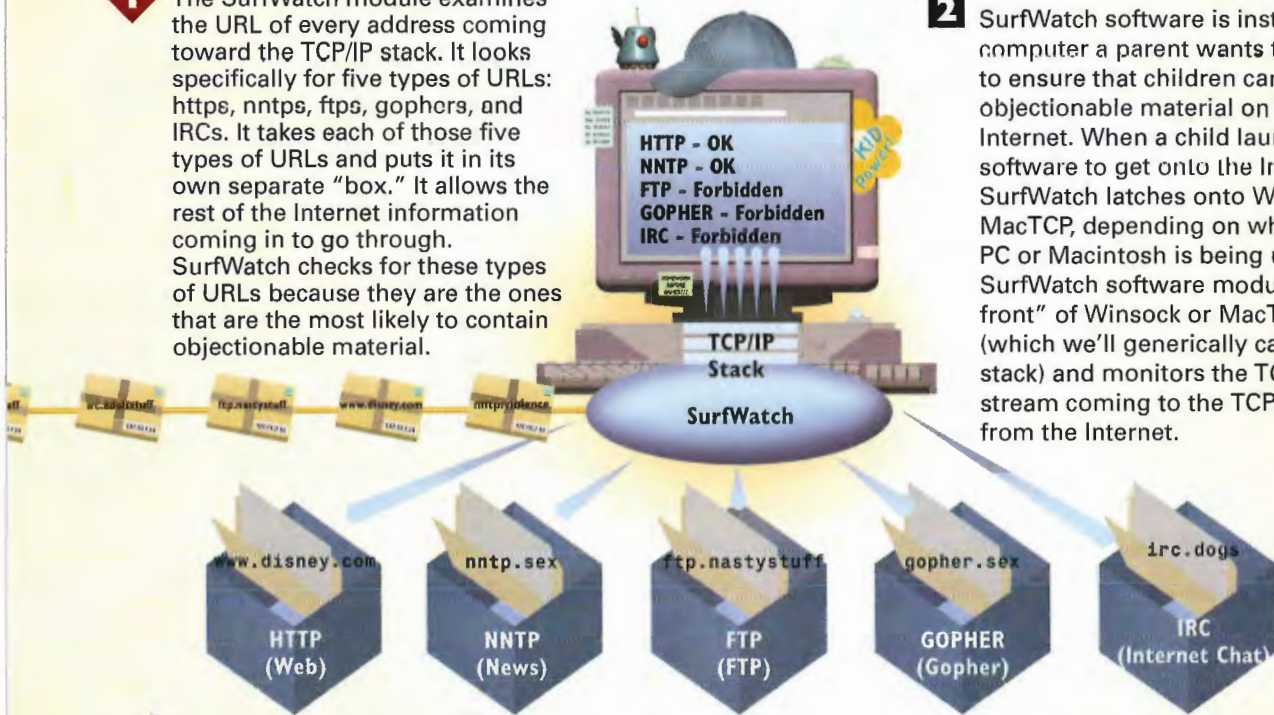 The SurfWatch module examines
the URL of every address coming
toward the TCP/IP stack. It looks
specifically for five types of URLs:
https, nntps, ftps, gophers, and
IRCs. It takes each of those five
types of URLs and puts it in its
own separate “box.” It allows the
rest of the Internet information
coming in to go through.
SurfWatch checks for these types
of URLs because they are the ones
that are the most likely to contain
objectionable material.
2
SurfWatch software is inst
computer a parent wants
to ensure that children can
objectionable material on
Internet. When a child lau
software to get onto the In
SurfWatch latches onto W
MacTCP, depending on wh
PC or Macintosh is being u
SurfWatch software modu
front” of Winsock or MacT
(which we’ll generically ca
stack) and monitors the TC
stream coming to the TCP
from the Internet.
HTTP - OK
NNTP - OK
FTP - Forbidden
GOPHER - Forbidden
IRC - Forbidden
KID
Power!
TCP/IP
Stack
SurfWatch
ftp.nastystuff
www.disney.com
www.disney.com
HTTP
(Web)
nntp.sex
NNTP
(News)
ftp.nastystuff
FTP
(FTP)
gopher.sex
GOPHER
(Gopher)
irc.dogs
IRC
(Internet Chat)